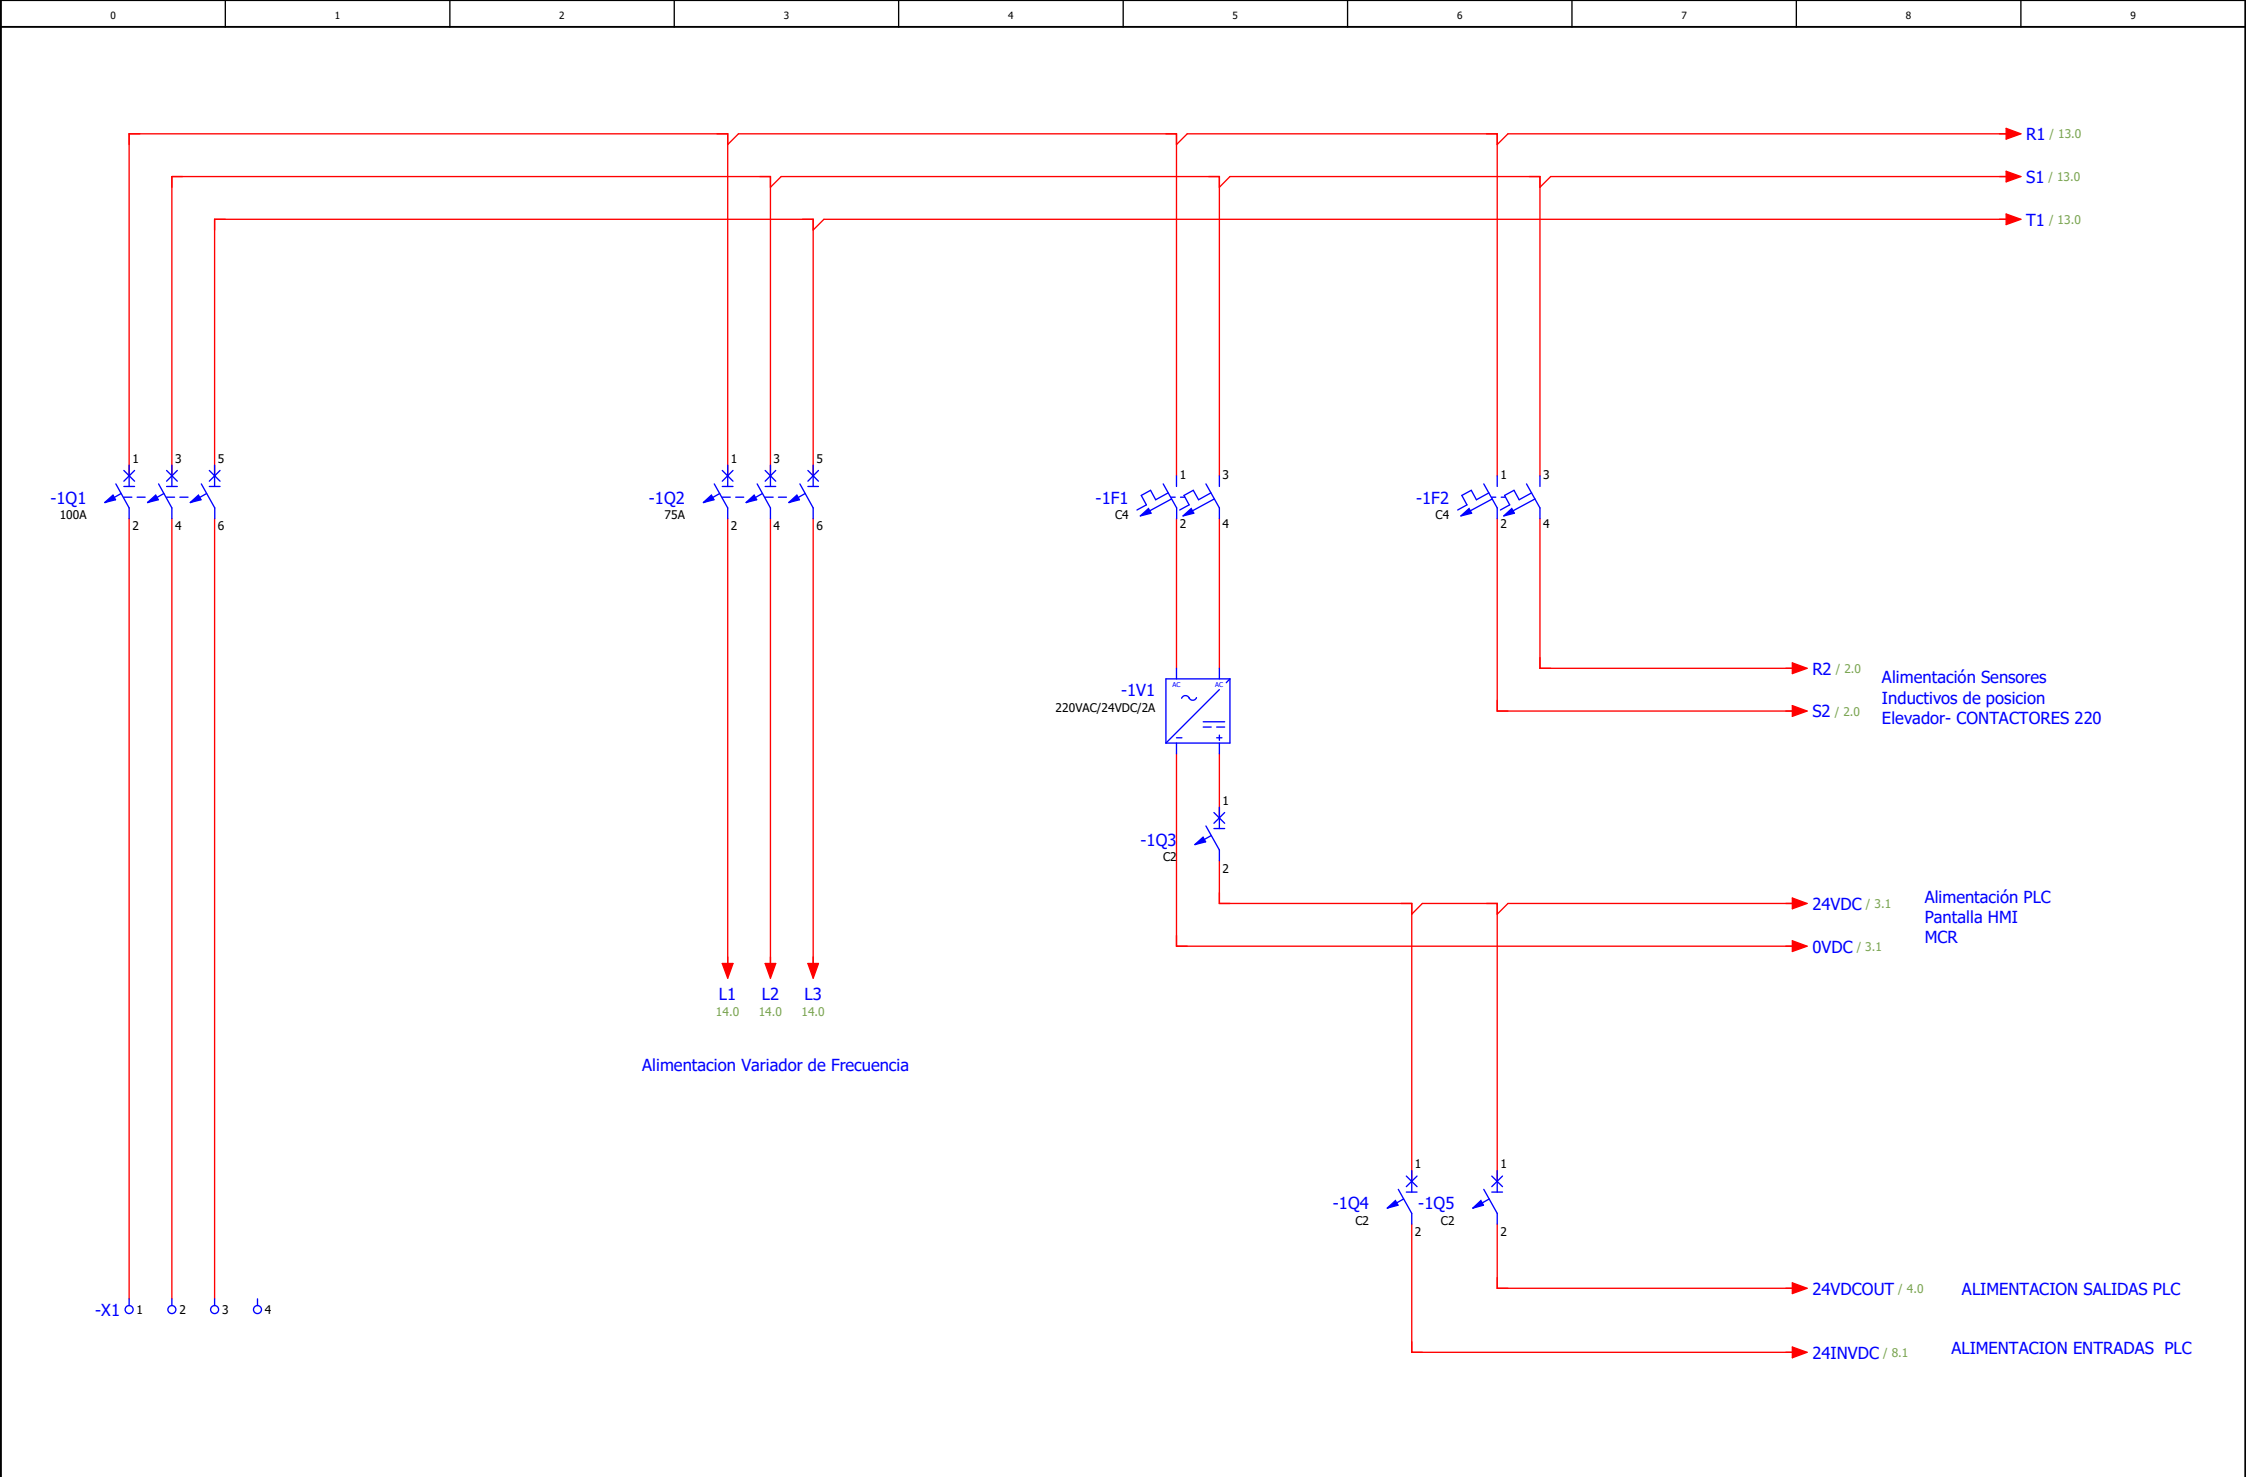 0 1 2 3 4 5 6 7 8 9
R1 / 13.0
S1 / 13.0
T1 / 13.0
1 3 5
-1Q1
100A
2 4 6
1 3 5
-1Q2
75A
2 4 6
1 3
-1F1
C4
2 4
1 3
-1F2
C4
2 4
R2 / 2.0
S2 / 2.0
Alimentación Sensores
Inductivos de posicion
Elevador- CONTACTORES 220
-1V1
220VAC/24VDC/2A
AC AC
- +
1
-1Q3
C2
2
24VDC / 3.1
0VDC / 3.1
Alimentación PLC
Pantalla HMI
MCR
L1 L2 L3
14.0 14.0 14.0
Alimentacion Variador de Frecuencia
1
-1Q4
C2
2
1
-1Q5
C2
2
24VDCOUT / 4.0 ALIMENTACION SALIDAS PLC
-X1 1 2 3 4
24INVDC / 8.1 ALIMENTACION ENTRADAS  PLC